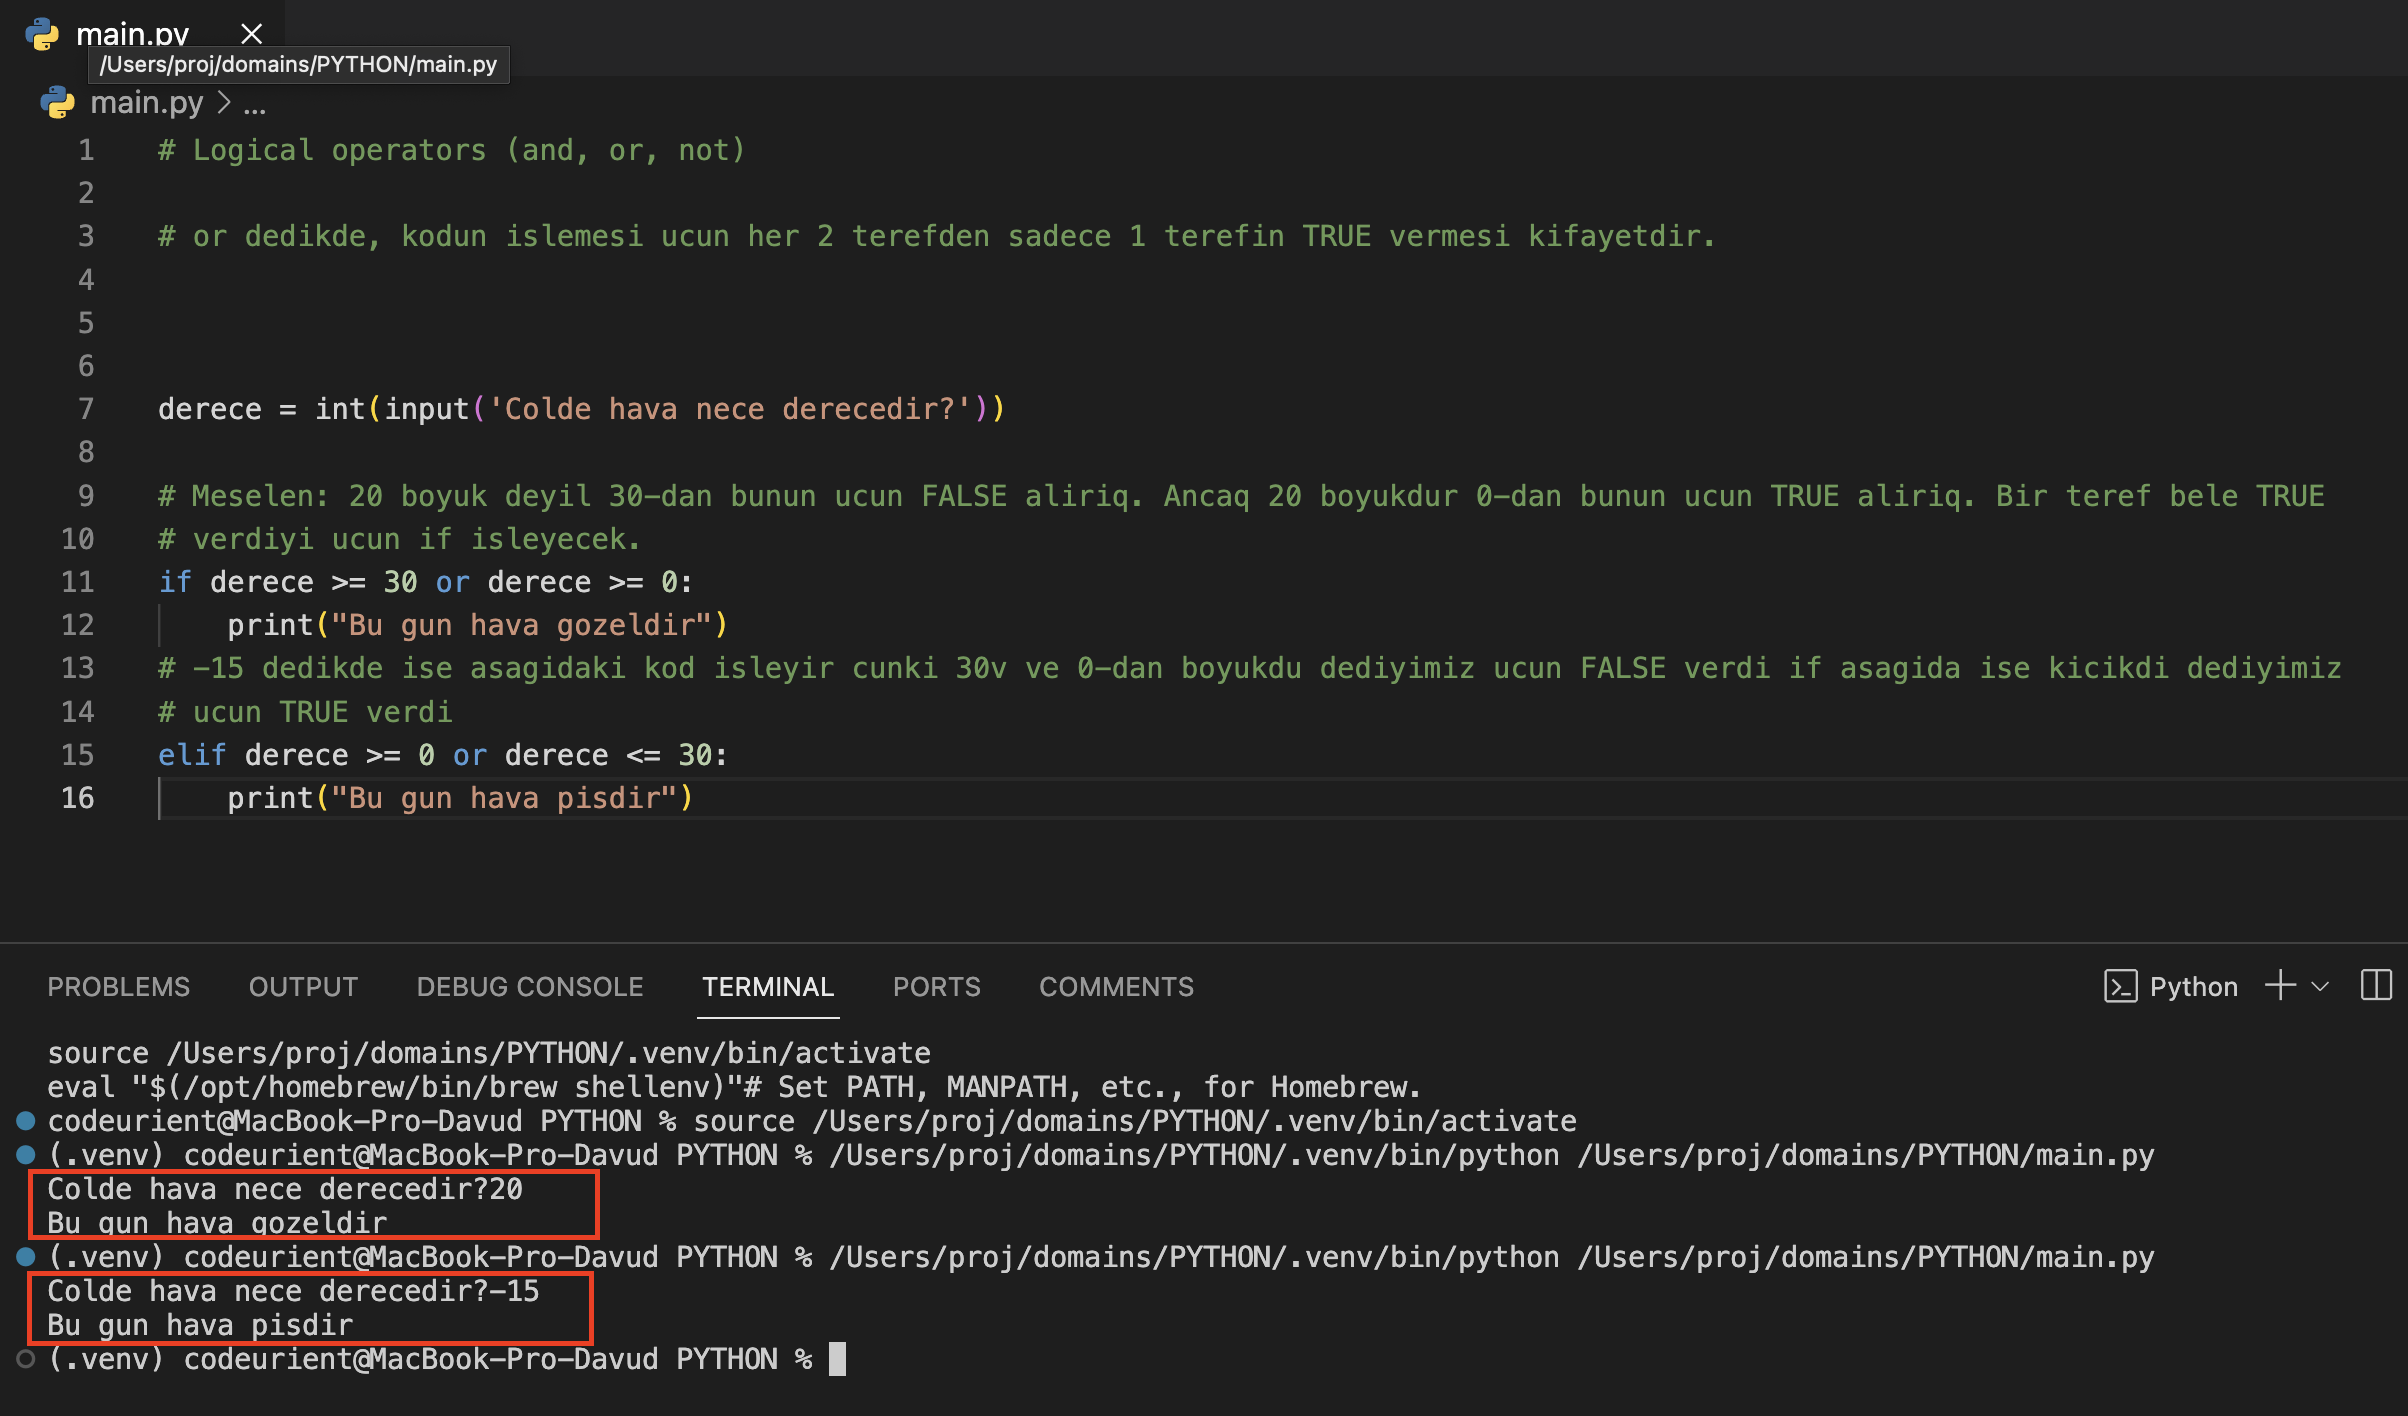 main.py
/Users/proj/domains/PYTHON/main.py
main.py > ...
1 # Logical operators (and, or, not)
2
3 # or dedikde, kodun islemesi ucun her 2 terefden sadece 1 terefin TRUE vermesi kifayetdir.
4
5
6
7 derece = int(input('Colde hava nece derecedir?'))
8
9 # Meselen: 20 boyuk deyil 30-dan bunun ucun FALSE aliriq. Ancaq 20 boyukdur 0-dan bunun ucun TRUE aliriq. Bir teref bele TRUE
10 # verdiyi ucun if isleyecek.
11 if derece >= 30 or derece >= 0:
12     print("Bu gun hava gozeldir")
13 # -15 dedikde ise asagidaki kod isleyir cunki 30v ve 0-dan boyukdu dediyimiz ucun FALSE verdi if asagida ise kicikdi dediyimiz
14 # ucun TRUE verdi
15 elif derece >= 0 or derece <= 30:
16     print("Bu gun hava pisdir")
PROBLEMS OUTPUT DEBUG CONSOLE TERMINAL PORTS COMMENTS Python
source /Users/proj/domains/PYTHON/.venv/bin/activate
eval "$(/opt/homebrew/bin/brew shellenv)"# Set PATH, MANPATH, etc., for Homebrew.
codeurient@MacBook-Pro-Davud PYTHON % source /Users/proj/domains/PYTHON/.venv/bin/activate
(.venv) codeurient@MacBook-Pro-Davud PYTHON % /Users/proj/domains/PYTHON/.venv/bin/python /Users/proj/domains/PYTHON/main.py
Colde hava nece derecedir?20
Bu gun hava gozeldir
(.venv) codeurient@MacBook-Pro-Davud PYTHON % /Users/proj/domains/PYTHON/.venv/bin/python /Users/proj/domains/PYTHON/main.py
Colde hava nece derecedir?-15
Bu gun hava pisdir
(.venv) codeurient@MacBook-Pro-Davud PYTHON %